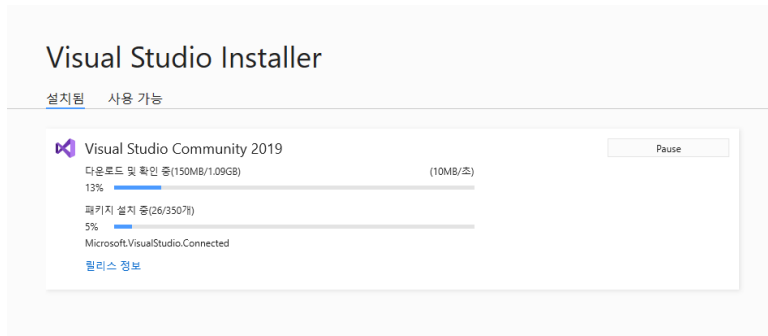 Visual Studio Installer
설치됨 사용 가능
Visual Studio Community 2019
Pause
다운로드 및 확인 중(150MB/1.09GB) (10MB/초)
13%
패키지 설치 중(26/350개)
5%
Microsoft.VisualStudio.Connected
릴리스 정보